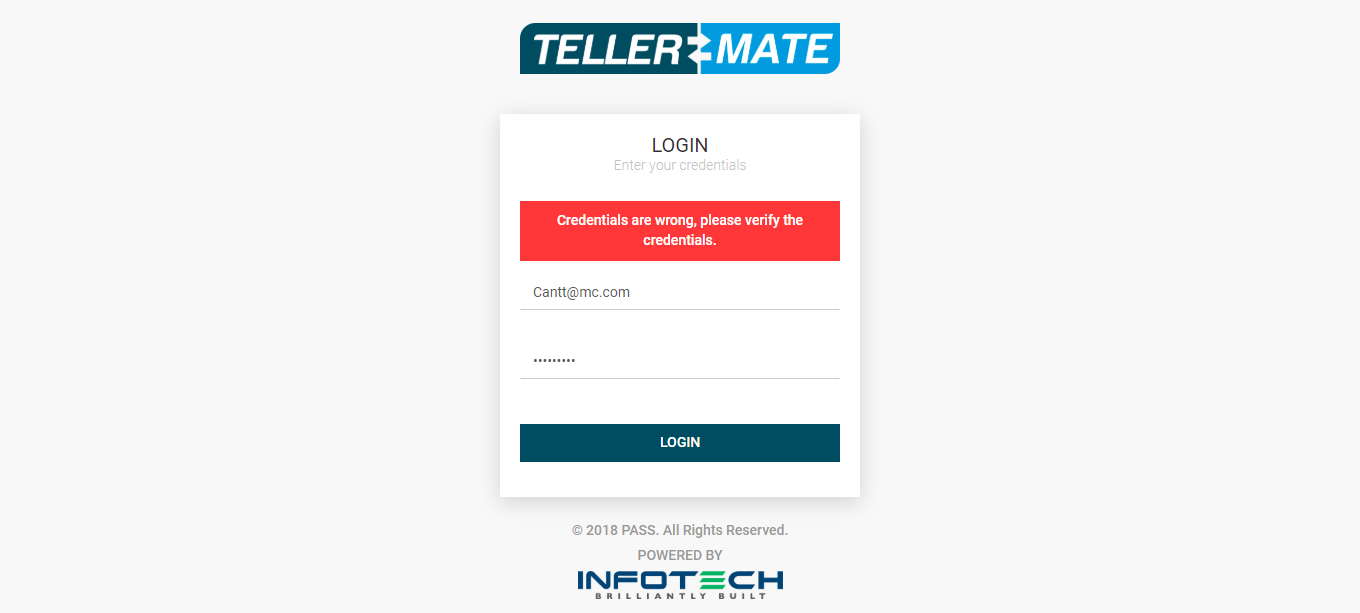 TELLER MATE
LOGIN
Enter your credentials
Credentials are wrong, please verify the
credentials.
Cantt@mc.com
•••••••••
LOGIN
© 2018 PASS. All Rights Reserved.
POWERED BY
INFOTECH
BRILLIANTLY BUILT